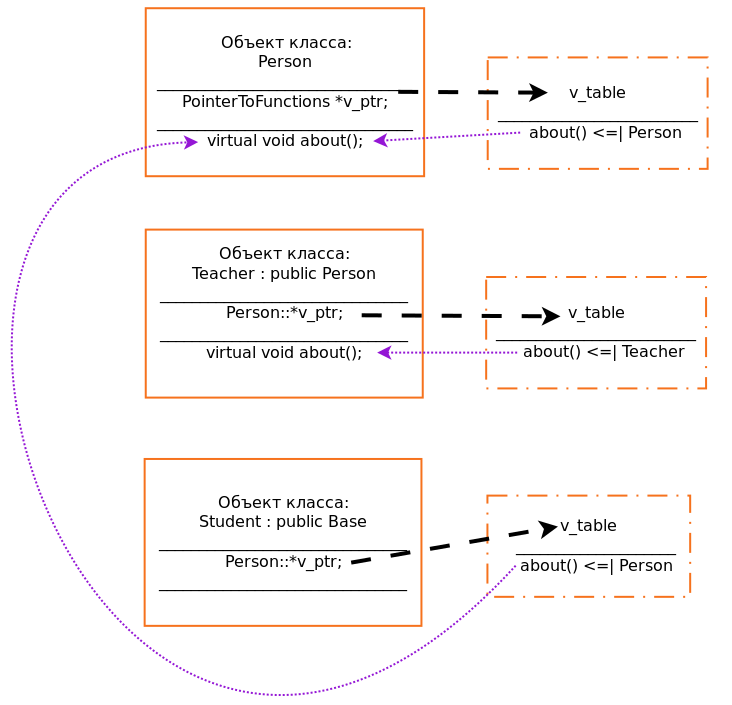 Объект класса:
Person
PointerToFunctions *v_ptr;
virtual void about();
v_table
about() <=| Person
Объект класса:
Teacher : public Person
Person::*v_ptr;
virtual void about();
v_table
about() <=| Teacher
Объект класса:
Student : public Base
Person::*v_ptr;
v_table
about() <=| Person